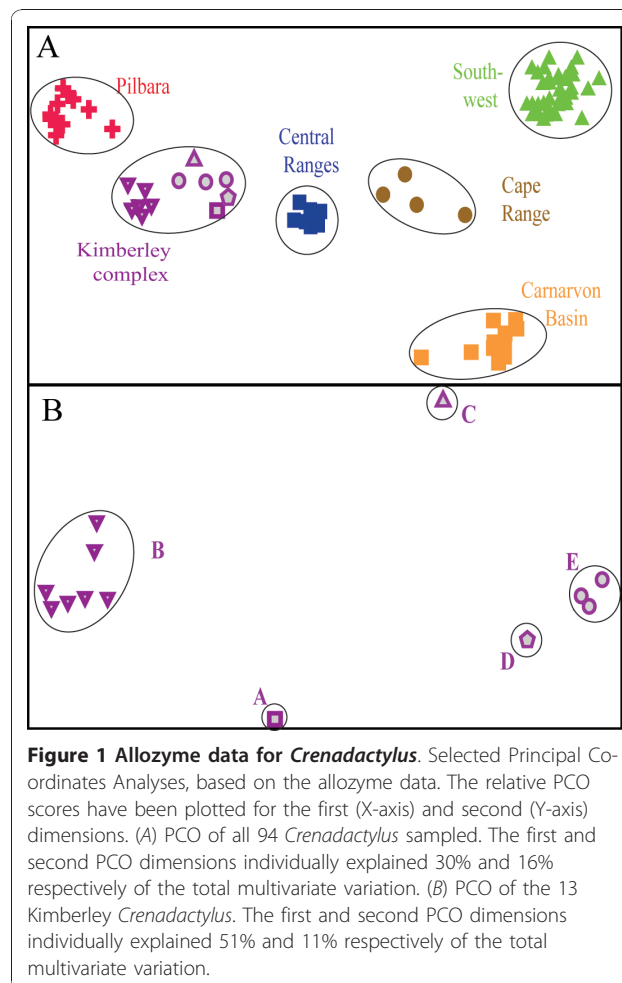 A
Pilbara
South-
west
Central
Ranges
Cape
Range
Kimberley
complex
Carnarvon
Basin
B
C
B
E
D
A
Figure 1 Allozyme data for Crenadactylus. Selected Principal Co-
ordinates Analyses, based on the allozyme data. The relative PCO
scores have been plotted for the first (X-axis) and second (Y-axis)
dimensions. (A) PCO of all 94 Crenadactylus sampled. The first and
second PCO dimensions individually explained 30% and 16%
respectively of the total multivariate variation. (B) PCO of the 13
Kimberley Crenadactylus. The first and second PCO dimensions
individually explained 51% and 11% respectively of the total
multivariate variation.